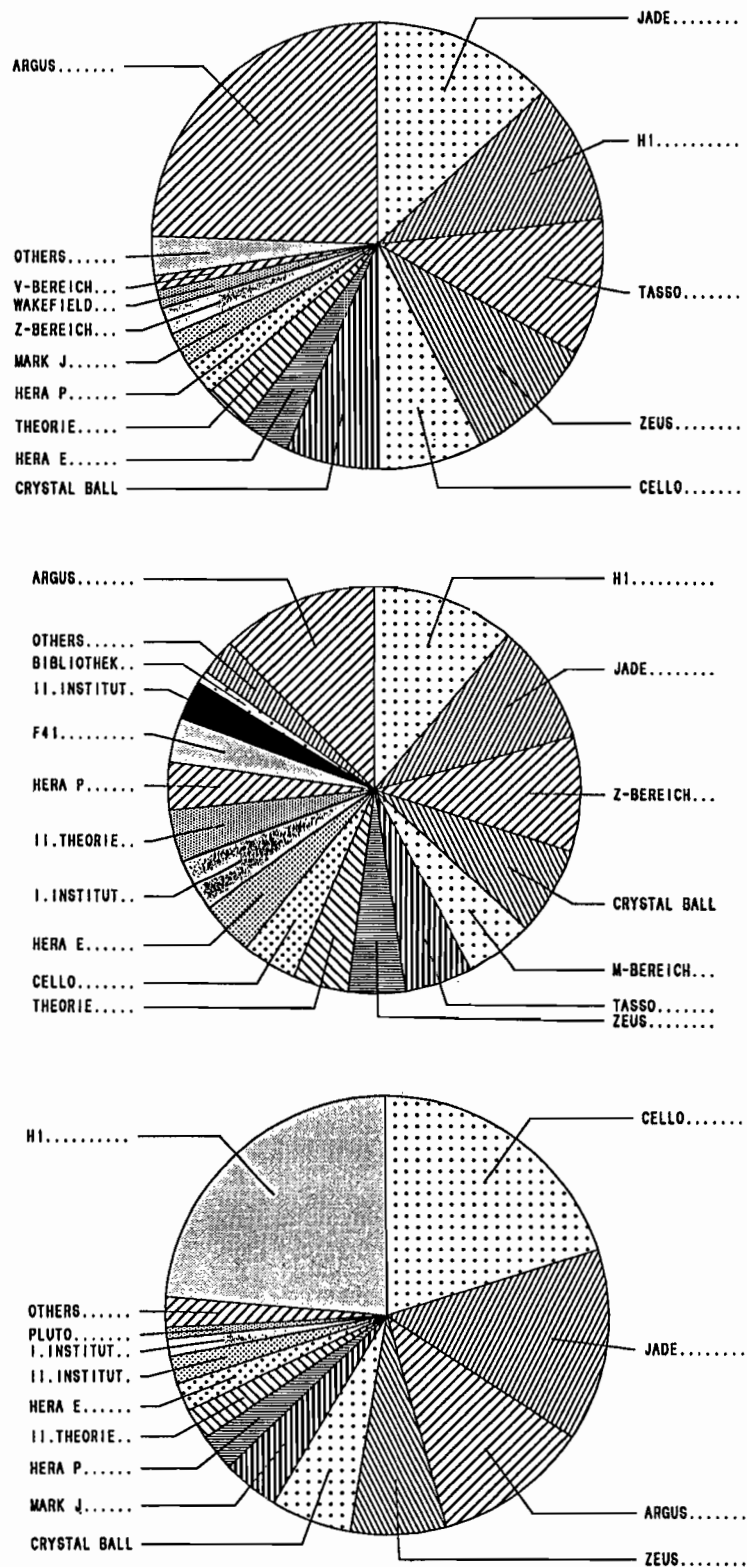 JADE........
ARGUS.......
H1..........
OTHERS......
V-BEREICH...
TASSO.......
WAKEFIELD...
Z-BEREICH...
MARK J......
HERA P......
THEORIE.....
ZEUS........
HERA E......
CRYSTAL BALL
CELLO.......
ARGUS.......
H1..........
OTHERS......
BIBLIOTHEK..
JADE........
II.INSTITUT.
F41.........
HERA P......
Z-BEREICH...
II.THEORIE..
I.INSTITUT..
CRYSTAL BALL
HERA E......
M-BEREICH...
CELLO.......
THEORIE.....
TASSO.......
ZEUS........
CELLO.......
H1..........
OTHERS......
PLUTO.......
I.INSTITUT..
JADE........
II.INSTITUT.
HERA E......
II.THEORIE..
HERA P......
MARK J......
ARGUS.......
CRYSTAL BALL
ZEUS........